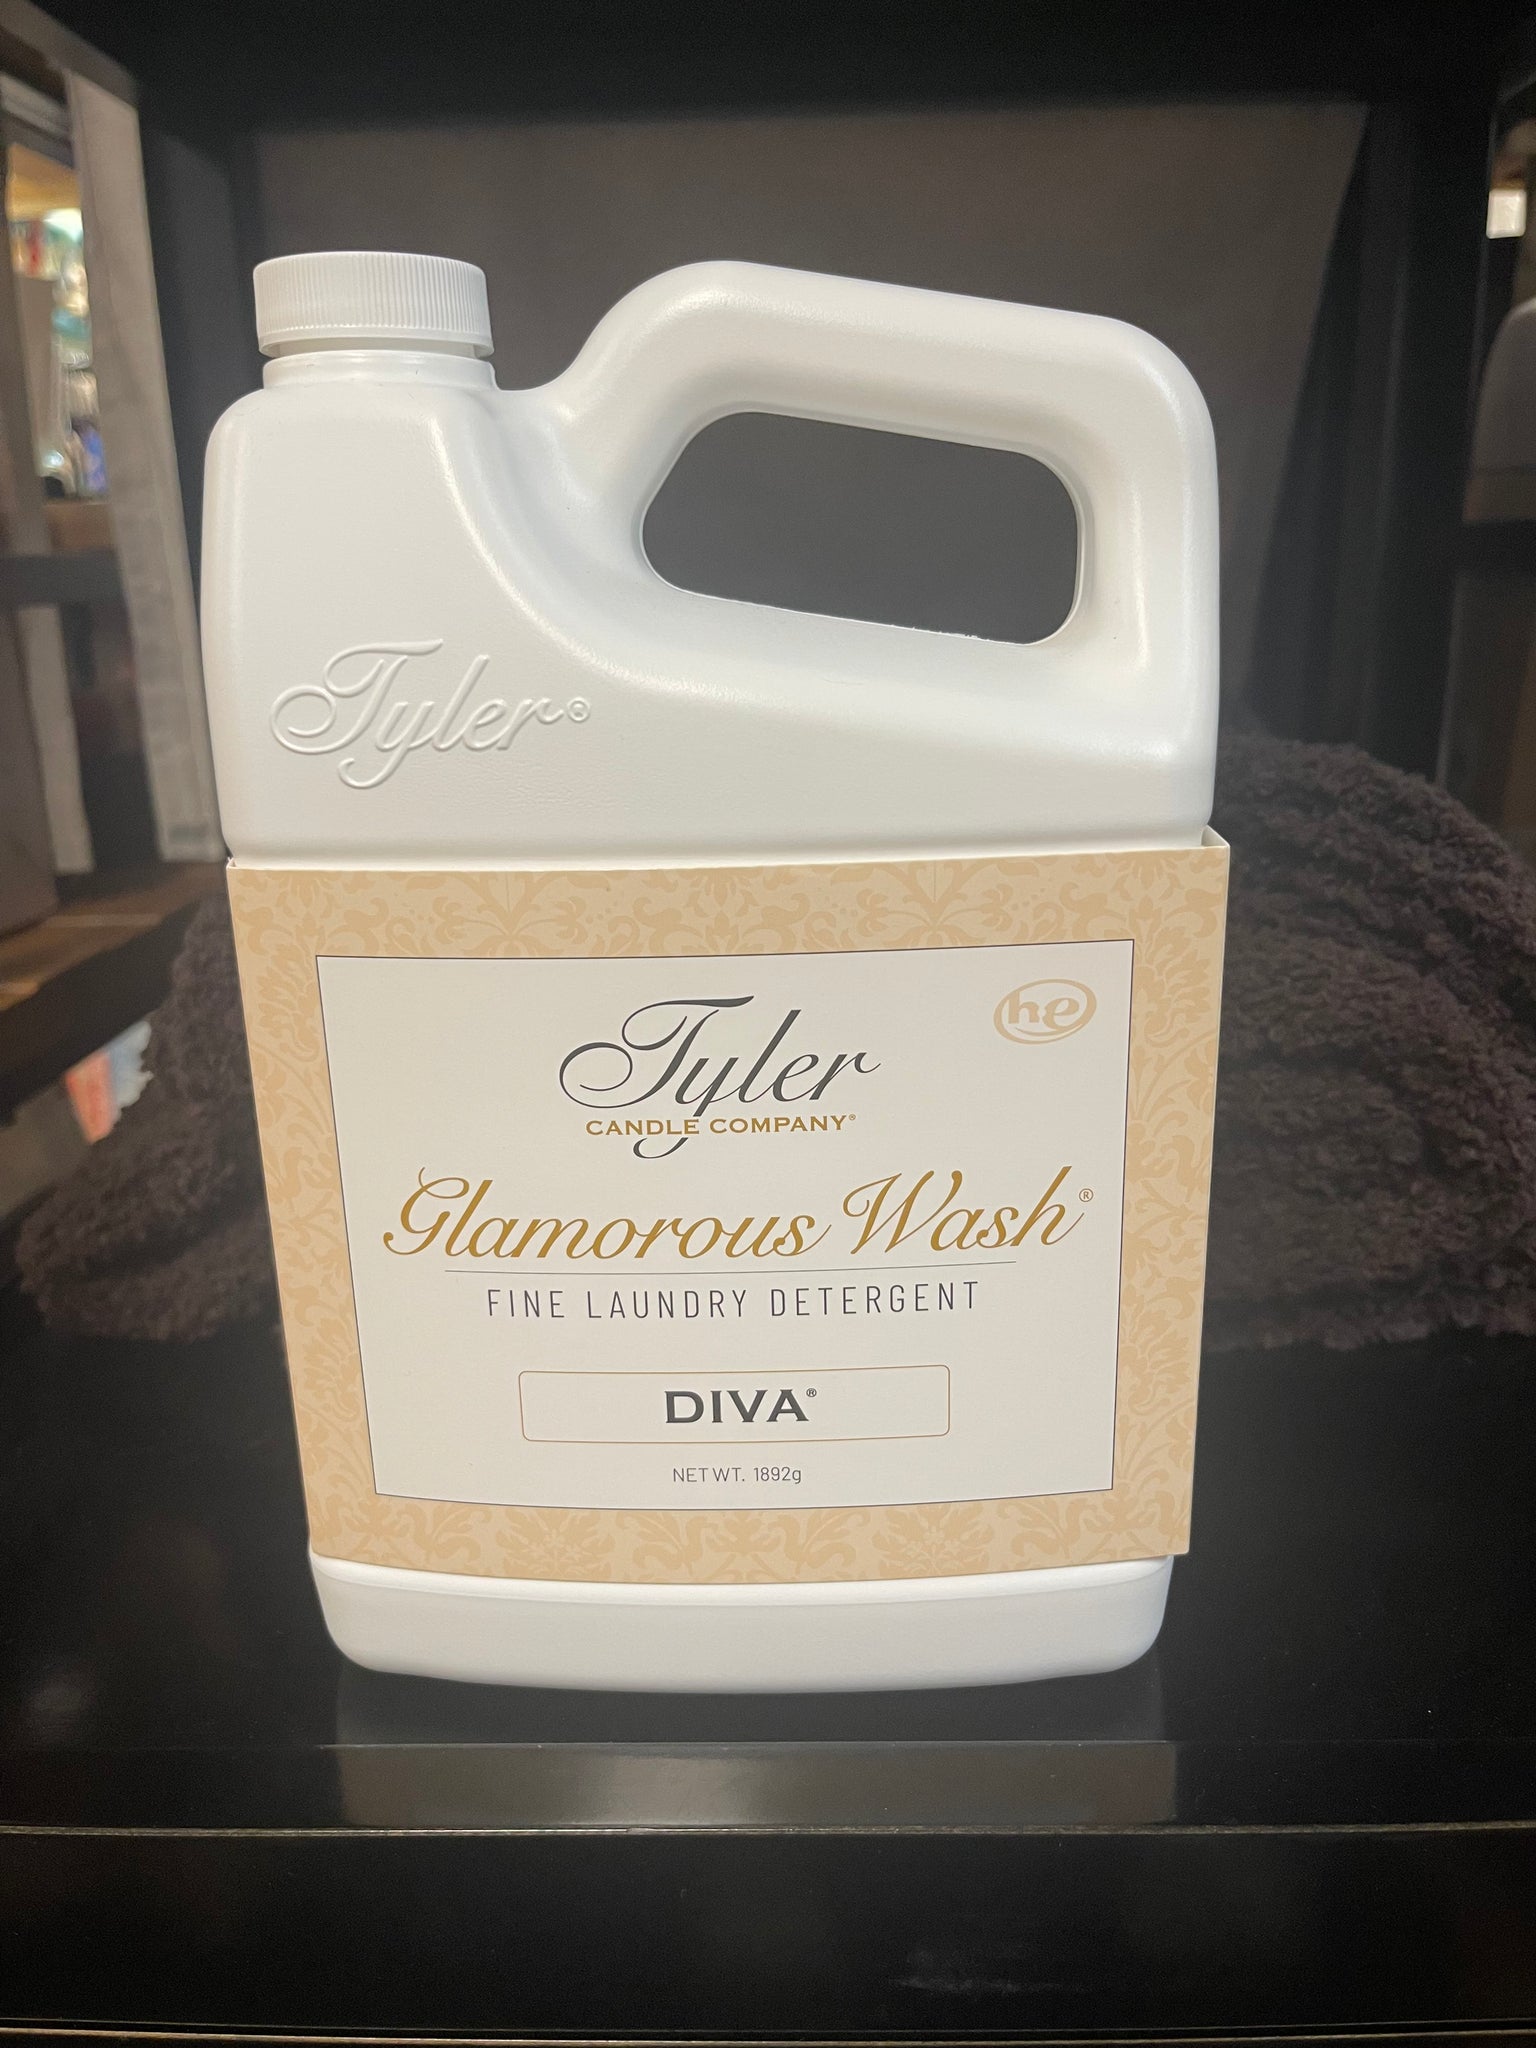 Tyler®
Tyler
CANDLE COMPANY®
he
Glamorous Wash®
FINE LAUNDRY DETERGENT
DIVA®
NET WT. 1892g